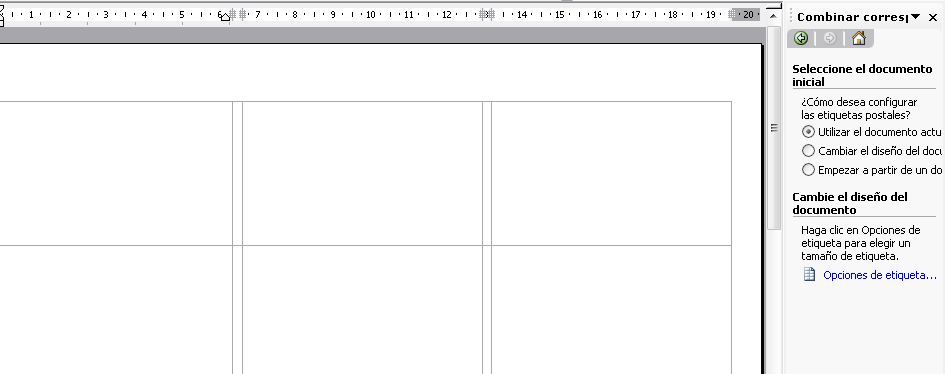 1 2 3 4 5 6 7 8 9 10 11 12 13 14 15 16 17 18 19 20
Combinar corresp
Seleccione el documento
inicial
¿Cómo desea configurar
las etiquetas postales?
Utilizar el documento actu
Cambiar el diseño del docu
Empezar a partir de un do
Cambie el diseño del
documento
Haga clic en Opciones de
etiqueta para elegir un
tamaño de etiqueta.
Opciones de etiqueta...